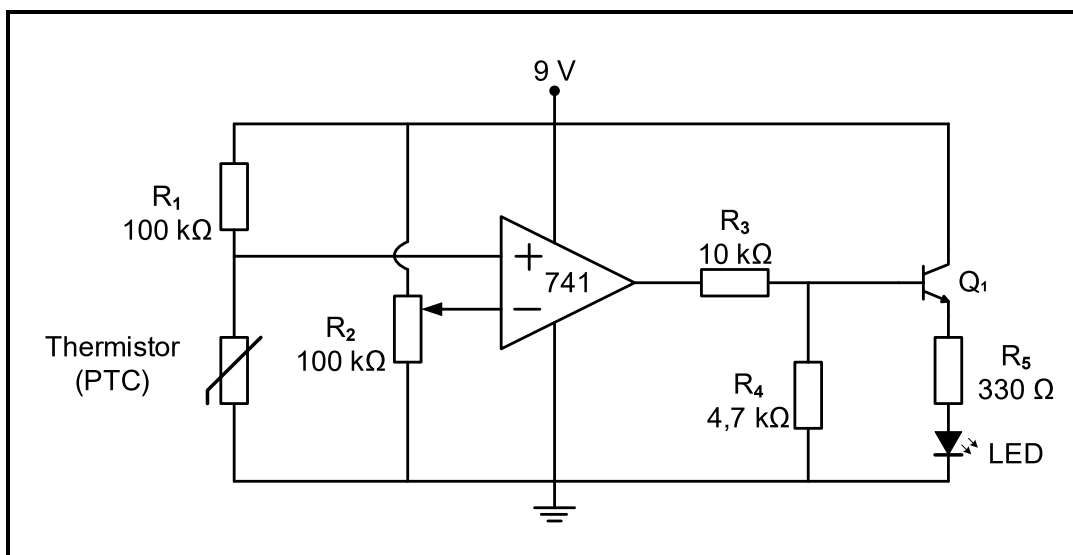 9 V
R₁
100 kΩ
+
741
−
R₂
100 kΩ
Thermistor
(PTC)
R₃
10 kΩ
R₄
4,7 kΩ
Q₁
R₅
330 Ω
LED